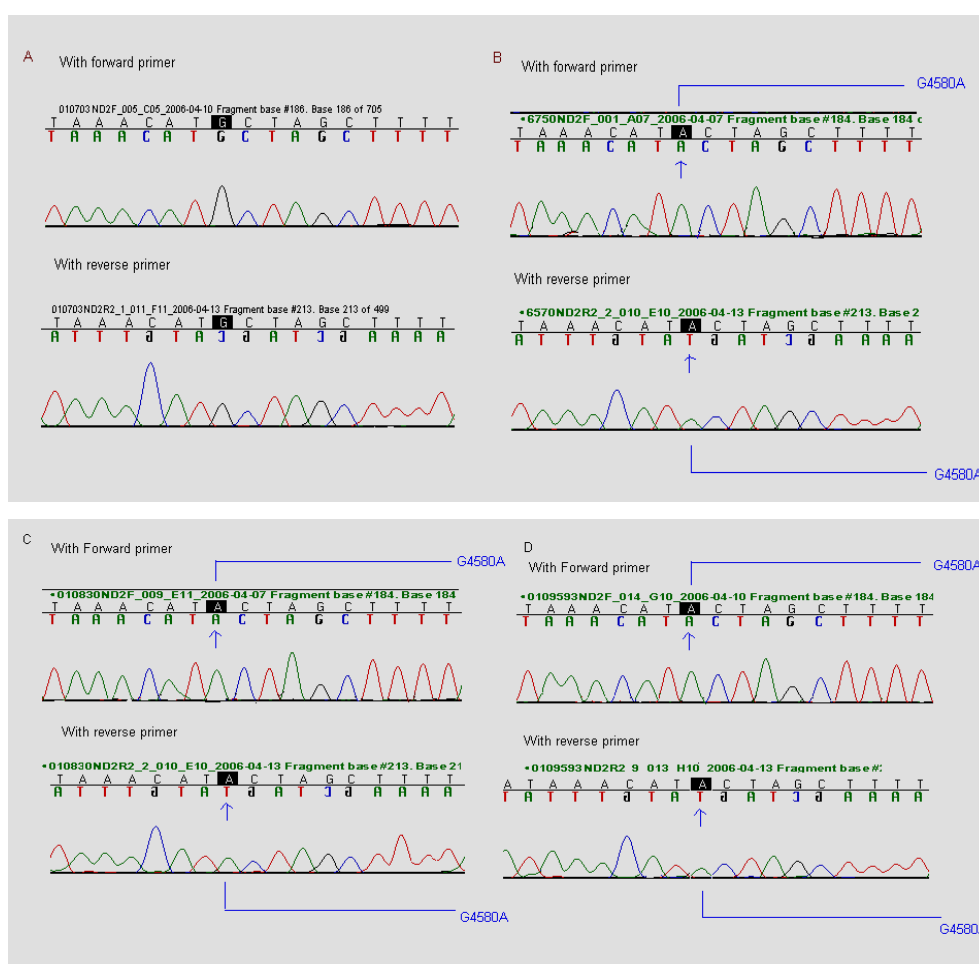 A
With forward primer
010703ND2F_005_C05_2006-04-10 Fragment base #186. Base 186 of 705
T A A A C A T G C T A G C T T T T
T A A A C A T G C T A G C T T T T
With reverse primer
010703ND2R2_1_011_F11_2006-04-13 Fragment base #213. Base 213 of 499
T A A A C A T G C T A G C T T T T
A T T T g T A C g A T C g A A A A
B
With forward primer
G4580A
•6750ND2F_001_A07_2006-04-07 Fragment base #184. Base 184 o
T A A A C A T A C T A G C T T T T
T A A A C A T A C T A G C T T T T
With reverse primer
•6570ND2R2_2_010_E10_2006-04-13 Fragment base #213. Base 2
T A A A C A T A C T A G C T T T T
A T T T g T A T g A T C g A A A A
G4580A
C
With Forward primer
G4580A
•010830ND2F_009_E11_2006-04-07 Fragment base #184. Base 184
T A A A C A T A C T A G C T T T T
T A A A C A T A C T A G C T T T T
With reverse primer
•010830ND2R2_2_010_E10_2006-04-13 Fragment base #213. Base 21
T A A A C A T A C T A G C T T T T
A T T T g T A T g A T C g A A A A
G4580A
D
With Forward primer
G4580A
•0109593ND2F_014_G10_2006-04-10 Fragment base #184. Base 184
T A A A C A T A C T A G C T T T T
T A A A C A T A C T A G C T T T T
With reverse primer
•0109593ND2R2_9_013_H10_2006-04-13 Fragment base #:
A T A A A C A T A C T A G C T T T T
T A T T T g T A T g A T C g A A A A
G4580A